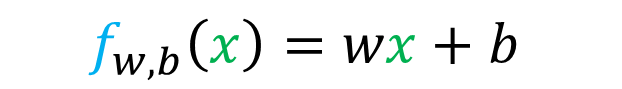 f_{w,b}(x) = wx + b